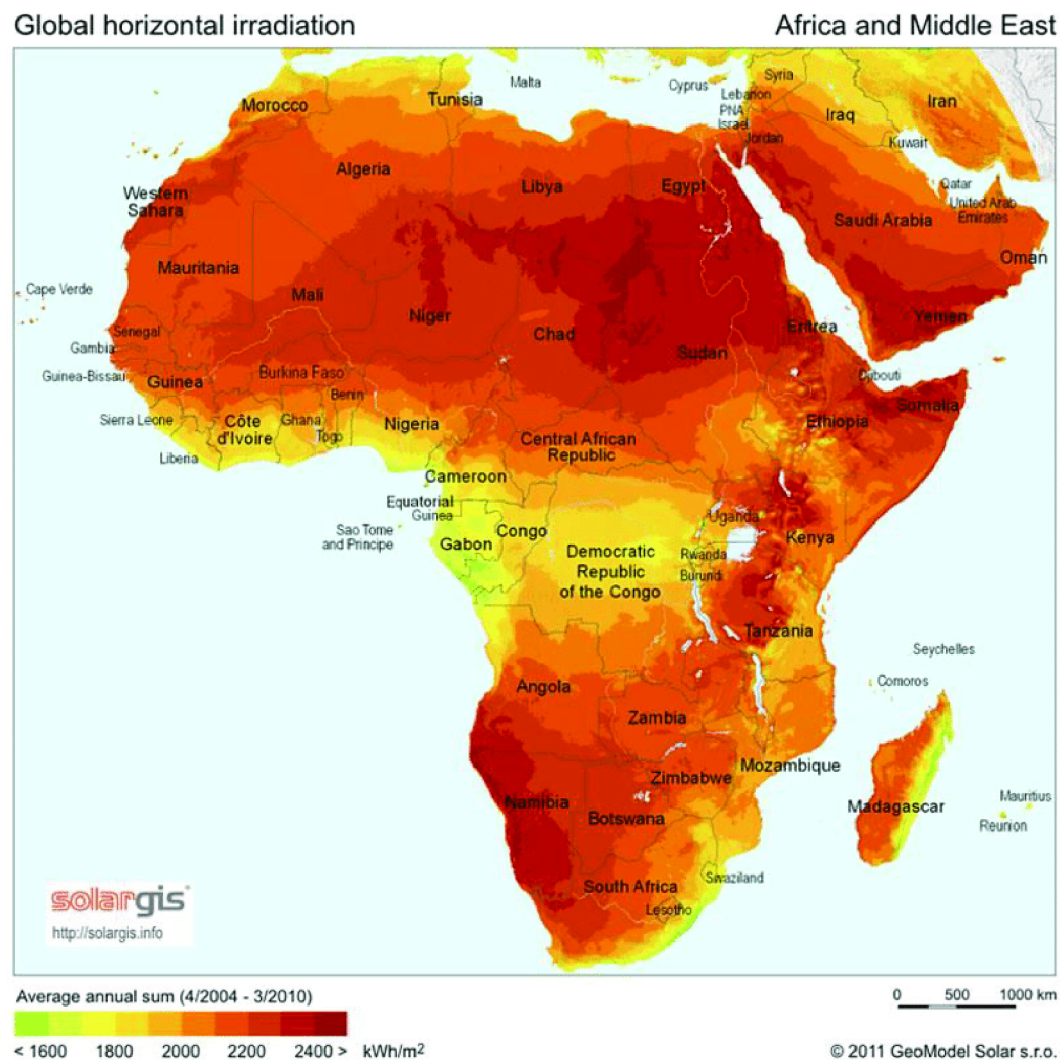 Global horizontal irradiation
Africa and Middle East
Malta
Cyprus
Syria
Lebanon
PNA
Israel
Jordan
Iraq
Iran
Kuwait
Morocco
Tunisia
Algeria
Libya
Egypt
Western
Sahara
Qatar
United Arab
Emirates
Saudi Arabia
Oman
Mauritania
Cape Verde
Mali
Niger
Chad
Sudan
Eritrea
Yemen
Senegal
Gambia
Guinea-Bissau
Guinea
Burkina Faso
Benin
Djibouti
Somalia
Sierra Leone
Côte
d'Ivoire
Ghana
Togo
Nigeria
Ethiopia
Liberia
Central African
Republic
Cameroon
Equatorial
Guinea
Sao Tome
and Principe
Gabon
Congo
Uganda
Kenya
Democratic
Republic
of the Congo
Rwanda
Burundi
Tanzania
Seychelles
Comoros
Angola
Zambia
Mozambique
Zimbabwe
Namibia
Botswana
Madagascar
Mauritius
Reunion
South Africa
Swaziland
Lesotho
solargis
http://solargis.info
Average annual sum (4/2004 - 3/2010)
< 1600 1800 2000 2200 2400 > kWh/m²
0 500 1000 km
© 2011 GeoModel Solar s.r.o.